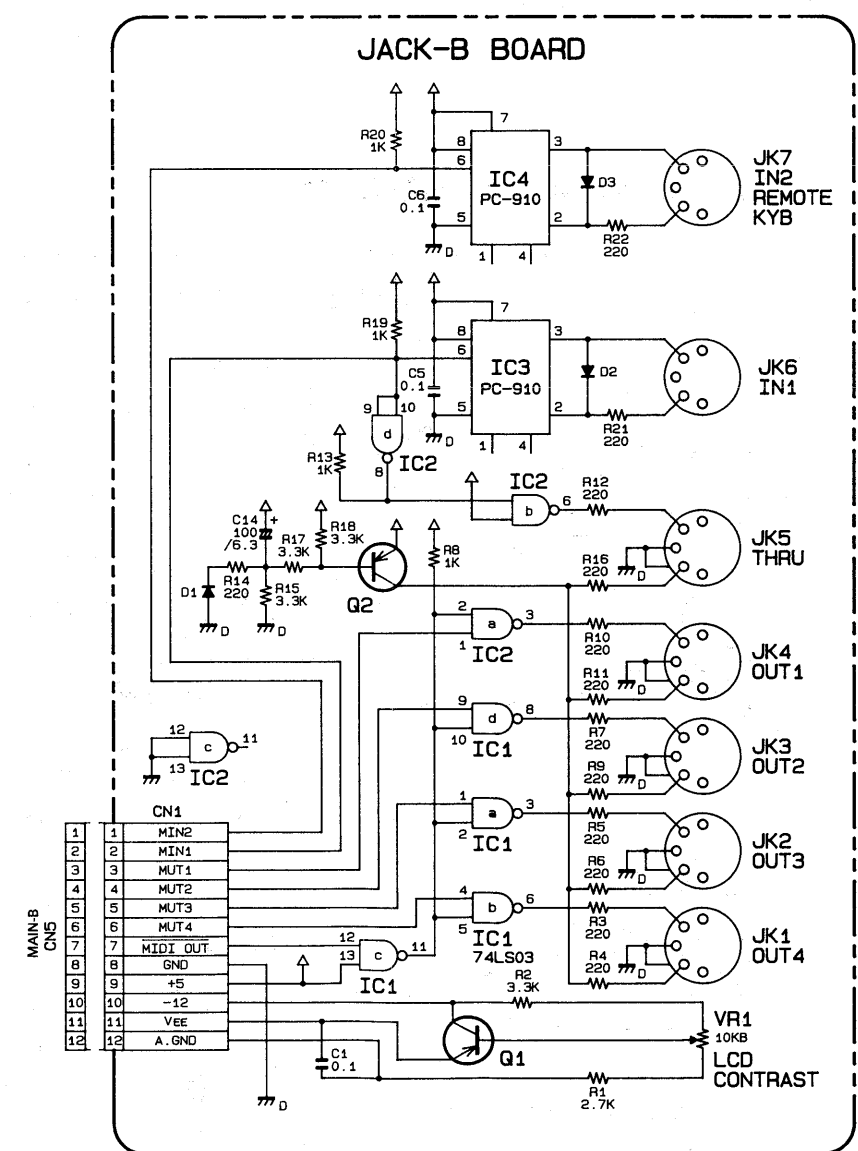 JACK-B BOARD
R20
1K
7
8
6
3
IC4
PC-910
C6
0.1
5
2
D
1
4
D3
R22
220
JK7
IN2
REMOTE
KYB
R19
1K
7
8
6
3
IC3
PC-910
C5
0.1
5
2
D
1
4
D2
R21
220
JK6
IN1
9
10
d
8
IC2
R13
1K
IC2
b
6
R12
220
C14
100
/6.3
+
R17
3.3K
R18
3.3K
R14
220
R15
3.3K
D1
D
D
Q2
R8
1K
R16
220
D
JK5
THRU
2
1
a
3
IC2
R10
220
R11
220
D
JK4
OUT1
9
10
d
8
IC1
R7
220
R9
220
D
JK3
OUT2
12
13
c
11
IC2
1
2
a
3
IC1
R5
220
R6
220
D
JK2
OUT3
4
5
b
6
IC1
74LS03
R3
220
R4
220
D
JK1
OUT4
MAIN-B
CN5
CN1
1 1 MIN2
2 2 MIN1
3 3 MUT1
4 4 MUT2
5 5 MUT3
6 6 MUT4
7 7 MIDI OUT
8 8 GND
9 9 +5
10 10 -12
11 11 VEE
12 12 A.GND
12
13
c
11
IC1
R2
3.3K
Q1
VR1
10KB
LCD
CONTRAST
C1
0.1
R1
2.7K
D